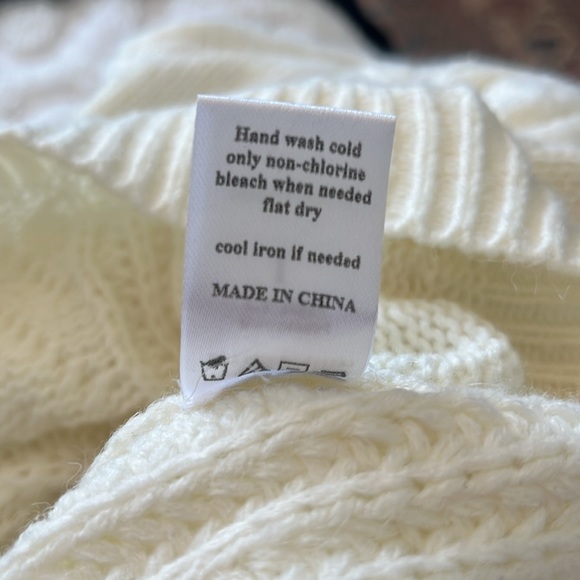 Hand wash cold
only non-chlorine
bleach when needed
flat dry
cool iron if needed
MADE IN CHINA